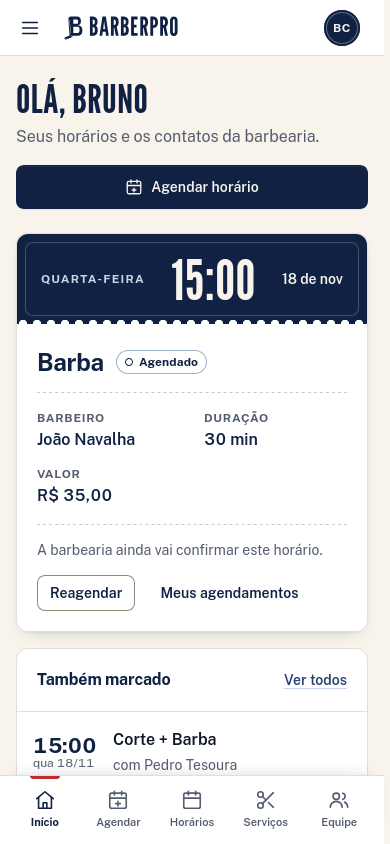 BARBERPRO
BC
OLÁ, BRUNO
Seus horários e os contatos da barbearia.
Agendar horário
QUARTA-FEIRA 15:00 18 de nov
Barba Agendado
BARBEIRO DURAÇÃO
João Navalha 30 min
VALOR
R$ 35,00
A barbearia ainda vai confirmar este horário.
Reagendar Meus agendamentos
Também marcado Ver todos
15:00 Corte + Barba
qua 18/11 com Pedro Tesoura
Início Agendar Horários Serviços Equipe